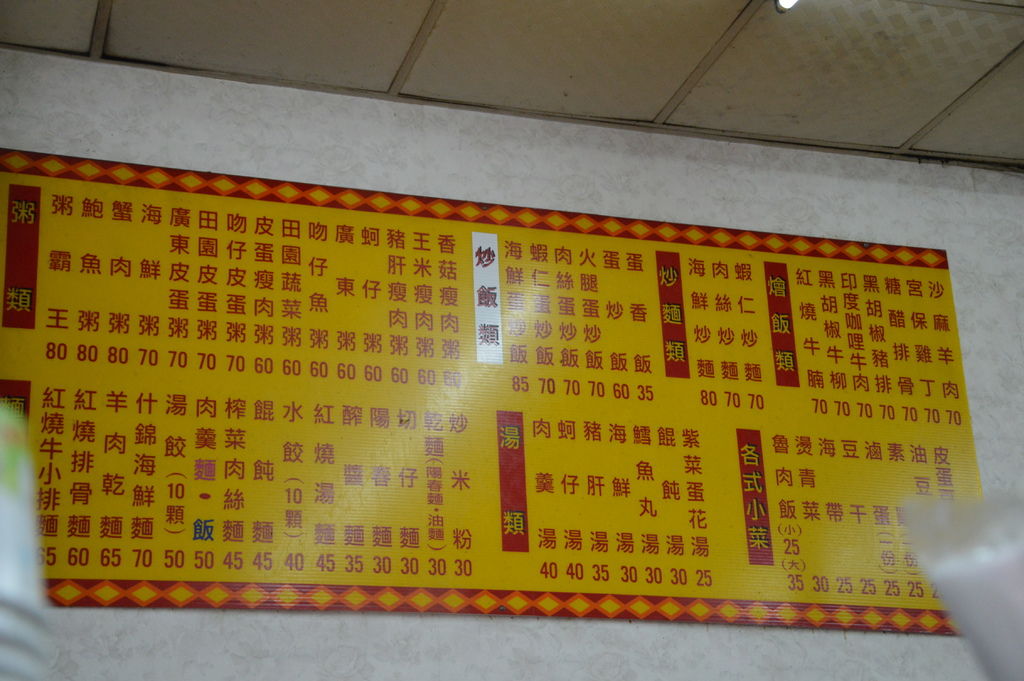 粥類
粥霸王 80
鮑魚粥 80
蟹肉粥 80
海鮮粥 70
廣東皮蛋粥 70
田園皮蛋粥 70
吻仔皮蛋粥 70
皮蛋瘦肉粥 60
田園蔬菜粥 60
吻仔魚粥 60
廣東粥 60
蚵仔粥 60
豬肝瘦肉粥 60
王米瘦肉粥 60
香菇瘦肉粥 60
炒飯類
海鮮蛋炒飯 85
蝦仁蛋炒飯 70
肉絲蛋炒飯 70
火腿蛋炒飯 70
蛋炒飯 60
蛋香飯 35
炒麵類
海鮮炒麵 80
肉絲炒麵 70
蝦仁炒麵 70
燴飯類
紅燒牛腩 70
黑胡椒牛柳 70
印度咖哩牛肉 70
黑胡椒豬排 70
糖醋排骨 70
宮保雞丁 70
沙麻羊肉 70
麵
紅燒牛小排麵 65
紅燒排骨麵 60
羊肉乾麵 65
什錦海鮮麵 70
湯餃(10顆) 50
肉羹麵•飯 50
榨菜肉絲麵 45
餛飩麵 45
水餃(10顆) 40
紅燒湯麵 45
醡醬麵 35
陽春麵 30
切仔麵 30
乾麵(陽春麵•油麵) 30
炒米粉 30
湯類
肉羹湯 40
蚵仔湯 40
豬肝湯 35
海鮮湯 30
鱈魚丸湯 30
餛飩湯 30
紫菜蛋花湯 25
各式小菜
魯肉飯(小)25(大)35
燙青菜 30
海帶 25
豆干 25
滷蛋(一份) 25
素
油豆
皮蛋豆